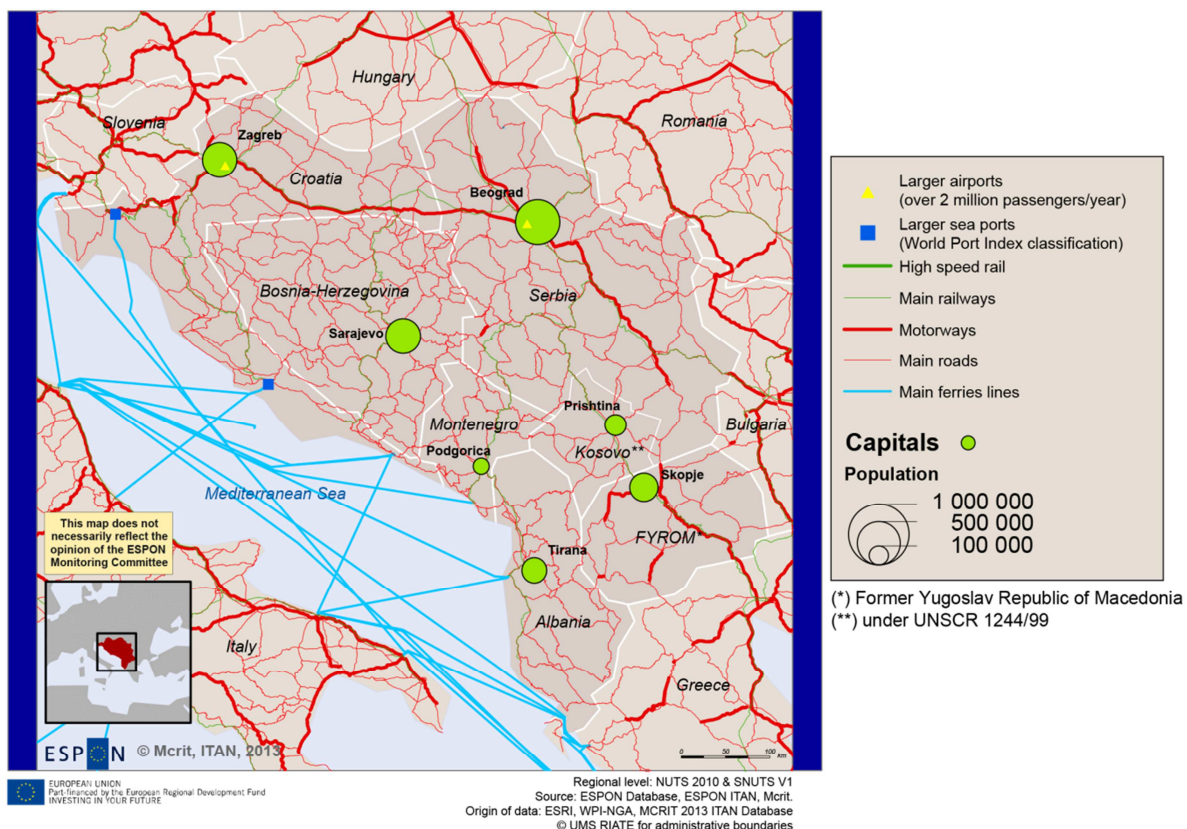 Hungary
Slovenia
Romania
Zagreb
Croatia
Beograd
Bosnia-Herzegovina
Serbia
Sarajevo
Prishtina
Montenegro
Bulgaria
Podgorica
Kosovo**
Skopje
Mediterranean Sea
This map does not
necessarily reflect the
opinion of the ESPON
Monitoring Committee
FYROM*
Tirana
Albania
Italy
Greece
ESPON © Mcrit, ITAN, 2013
0 50 100 km
EUROPEAN UNION
Part-financed by the European Regional Development Fund
INVESTING IN YOUR FUTURE
Regional level: NUTS 2010 & SNUTS V1
Source: ESPON Database, ESPON ITAN, Mcrit.
Origin of data: ESRI, WPI-NGA, MCRIT 2013 ITAN Database
© UMS RIATE for administrative boundaries
Larger airports
(over 2 million passengers/year)
Larger sea ports
(World Port Index classification)
High speed rail
Main railways
Motorways
Main roads
Main ferries lines
Capitals
Population
1 000 000
500 000
100 000
(*) Former Yugoslav Republic of Macedonia
(**) under UNSCR 1244/99